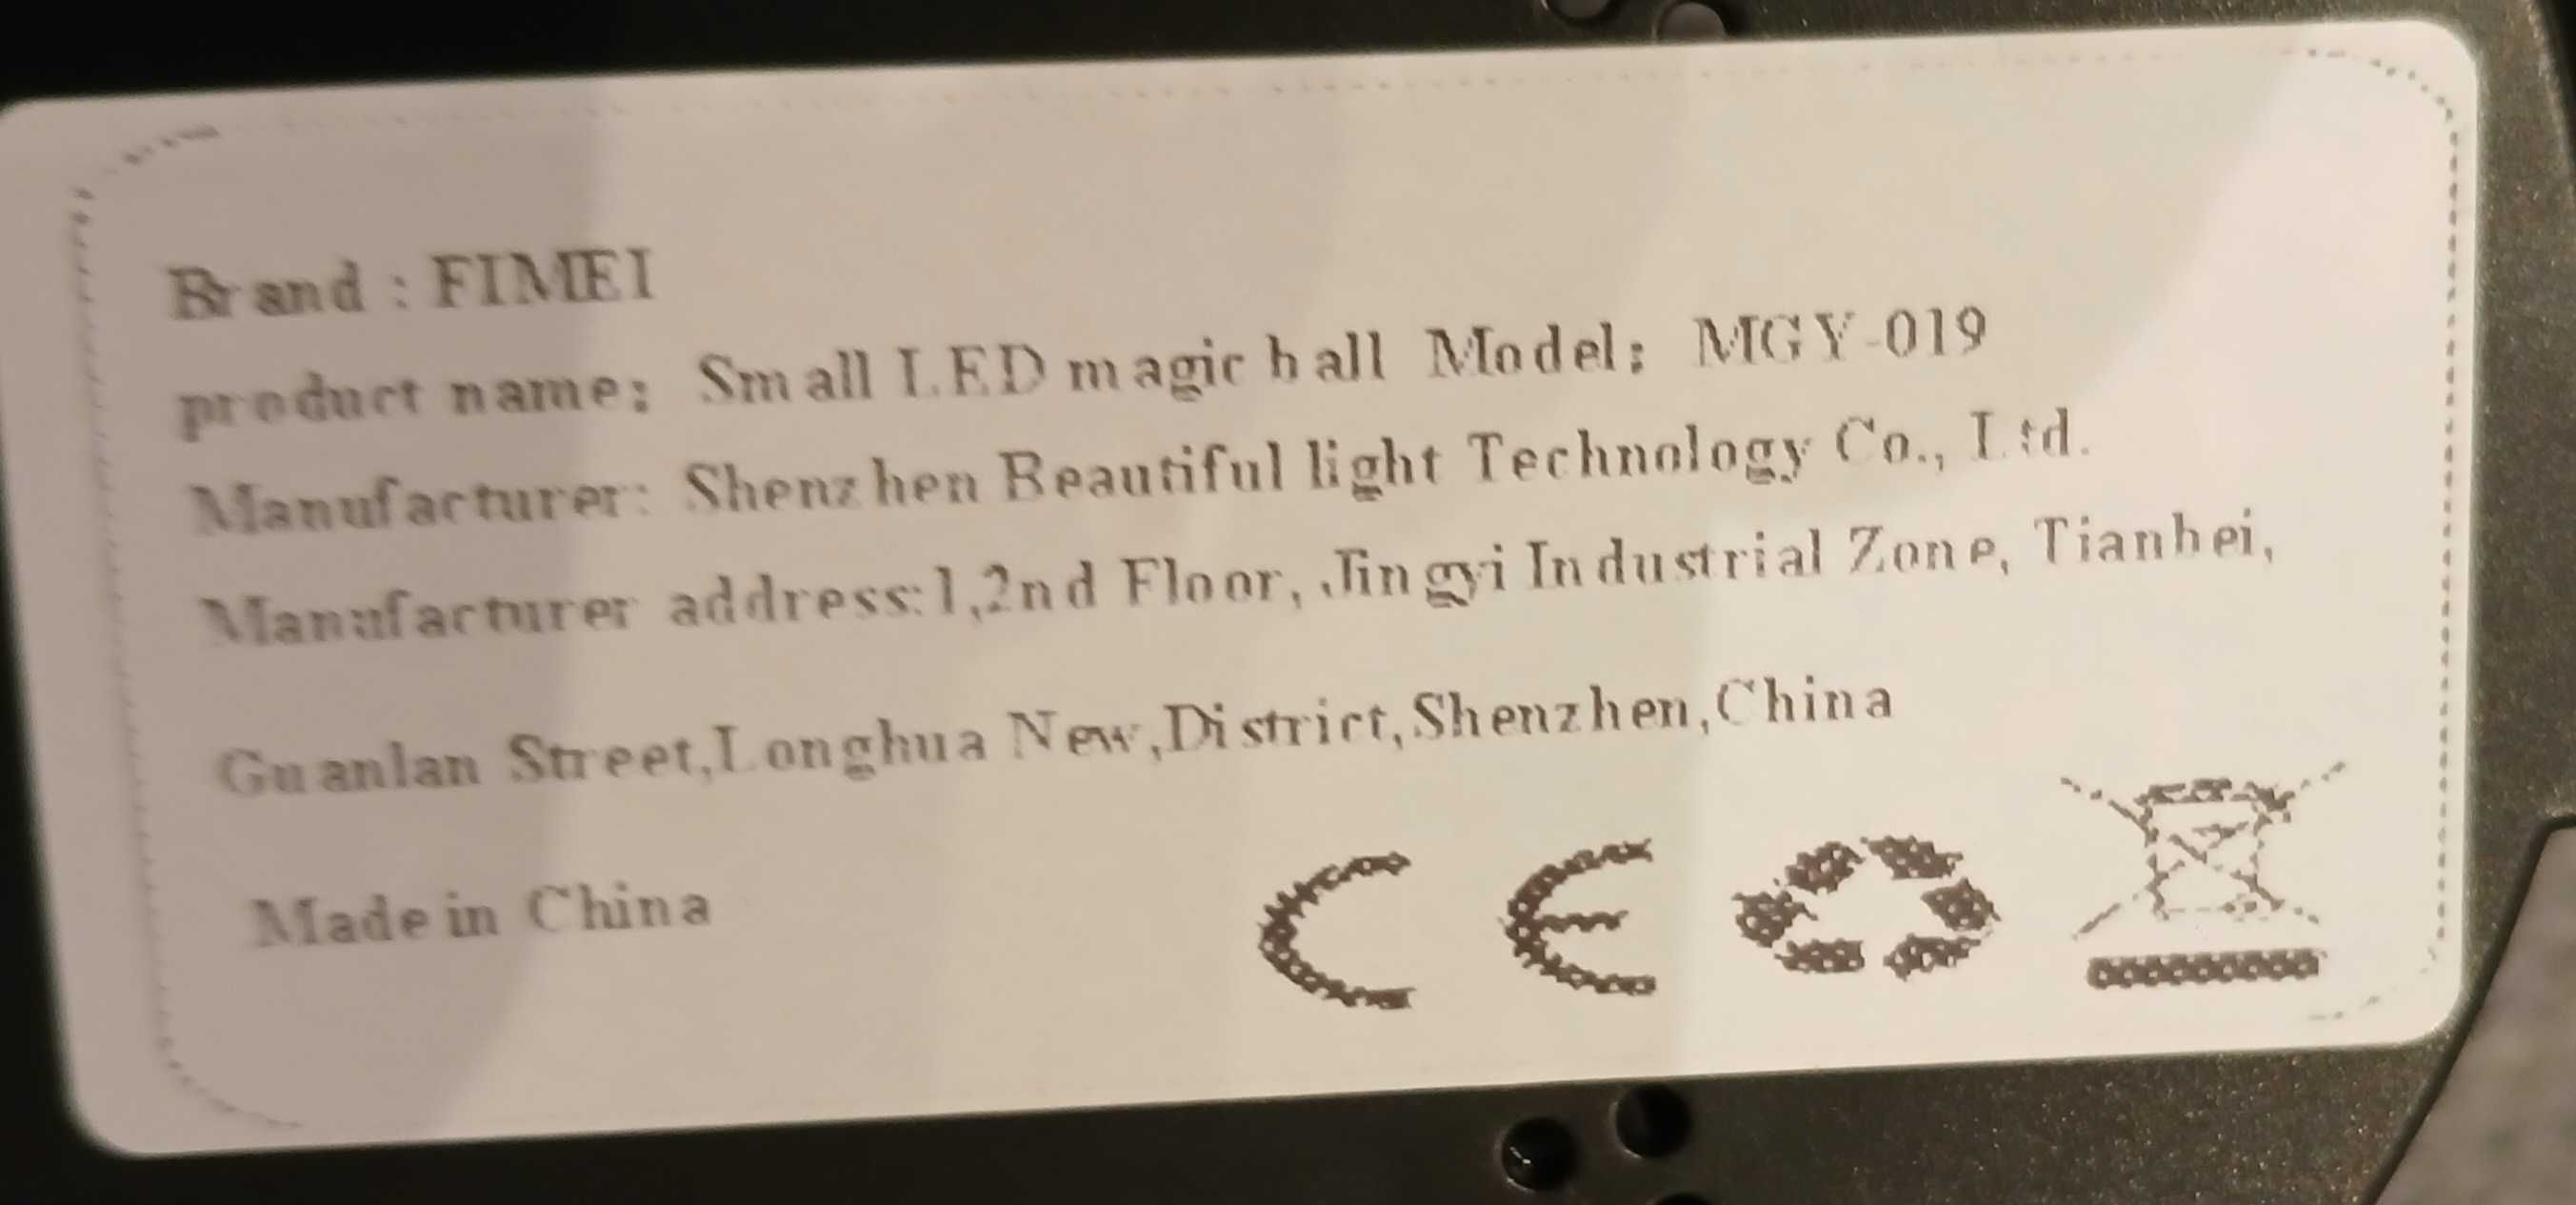 Brand : FIMEI
product name: Small LED magic ball Model: MGY-019
Manufacturer: Shenzhen Beautiful light Technology Co., Ltd.
Manufacturer address:1,2nd Floor, Jingyi Industrial Zone, Tianbei,
Guanlan Street,Longhua New,District,Shenzhen,China
Made in China
CE